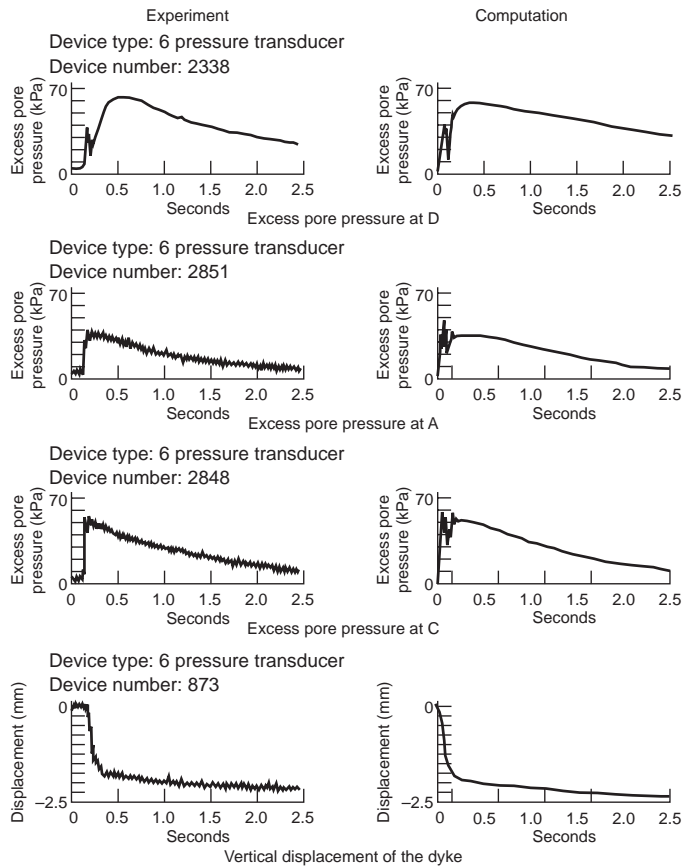 Experiment
Computation
Device type: 6 pressure transducer
Device number: 2338
Excess pore
pressure (kPa)
70
0
0 0.5 1.0 1.5 2.0 2.5
Seconds
Excess pore
pressure (kPa)
70
0
0 0.5 1.0 1.5 2.0 2.5
Seconds
Excess pore pressure at D
Device type: 6 pressure transducer
Device number: 2851
Excess pore
pressure (kPa)
70
0
0 0.5 1.0 1.5 2.0 2.5
Seconds
Excess pore
pressure (kPa)
70
0
0 0.5 1.0 1.5 2.0 2.5
Seconds
Excess pore pressure at A
Device type: 6 pressure transducer
Device number: 2848
Excess pore
pressure (kPa)
70
0
0 0.5 1.0 1.5 2.0 2.5
Seconds
Excess pore
pressure (kPa)
70
0
0 0.5 1.0 1.5 2.0 2.5
Seconds
Excess pore pressure at C
Device type: 6 pressure transducer
Device number: 873
Displacement (mm)
0
–2.5
0 0.5 1.0 1.5 2.0 2.5
Seconds
Displacement (mm)
0
–2.5
0 0.5 1.0 1.5 2.0 2.5
Seconds
Vertical displacement of the dyke